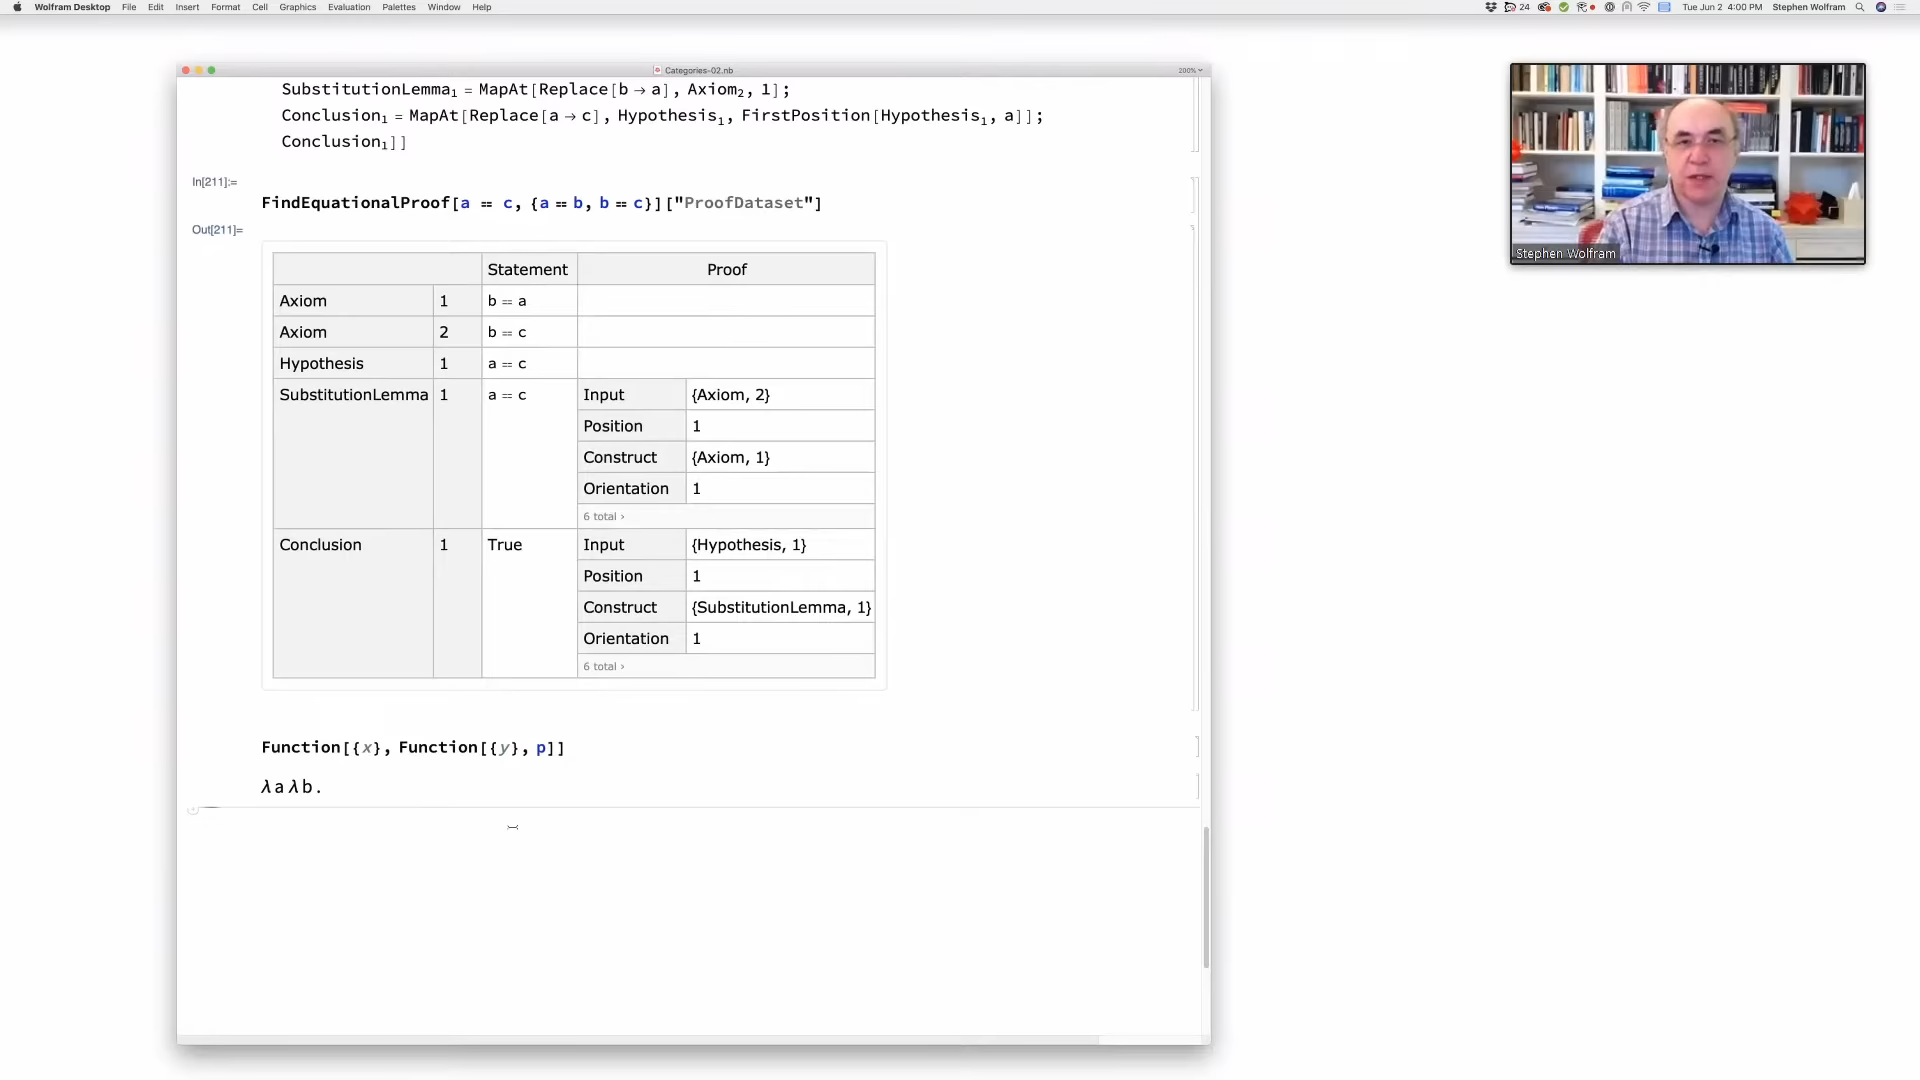 Wolfram Desktop File Edit Insert Format Cell Graphics Evaluation Palettes Window Help 24 Tue Jun 2 4:00 PM Stephen Wolfram
Categories-02.nb 200%
SubstitutionLemma₁ = MapAt[Replace[b → a], Axiom₂, 1];
Conclusion₁ = MapAt[Replace[a → c], Hypothesis₁, FirstPosition[Hypothesis₁, a]];
Conclusion₁]]
In[211]:=
FindEquationalProof[a == c, {a == b, b == c}]["ProofDataset"]
Out[211]=
Statement Proof
Axiom 1 b == a
Axiom 2 b == c
Hypothesis 1 a == c
SubstitutionLemma 1 a == c Input {Axiom, 2}
Position 1
Construct {Axiom, 1}
Orientation 1
6 total ›
Conclusion 1 True Input {Hypothesis, 1}
Position 1
Construct {SubstitutionLemma, 1}
Orientation 1
6 total ›
Function[{x}, Function[{y}, p]]
λ a λ b .
Stephen Wolfram